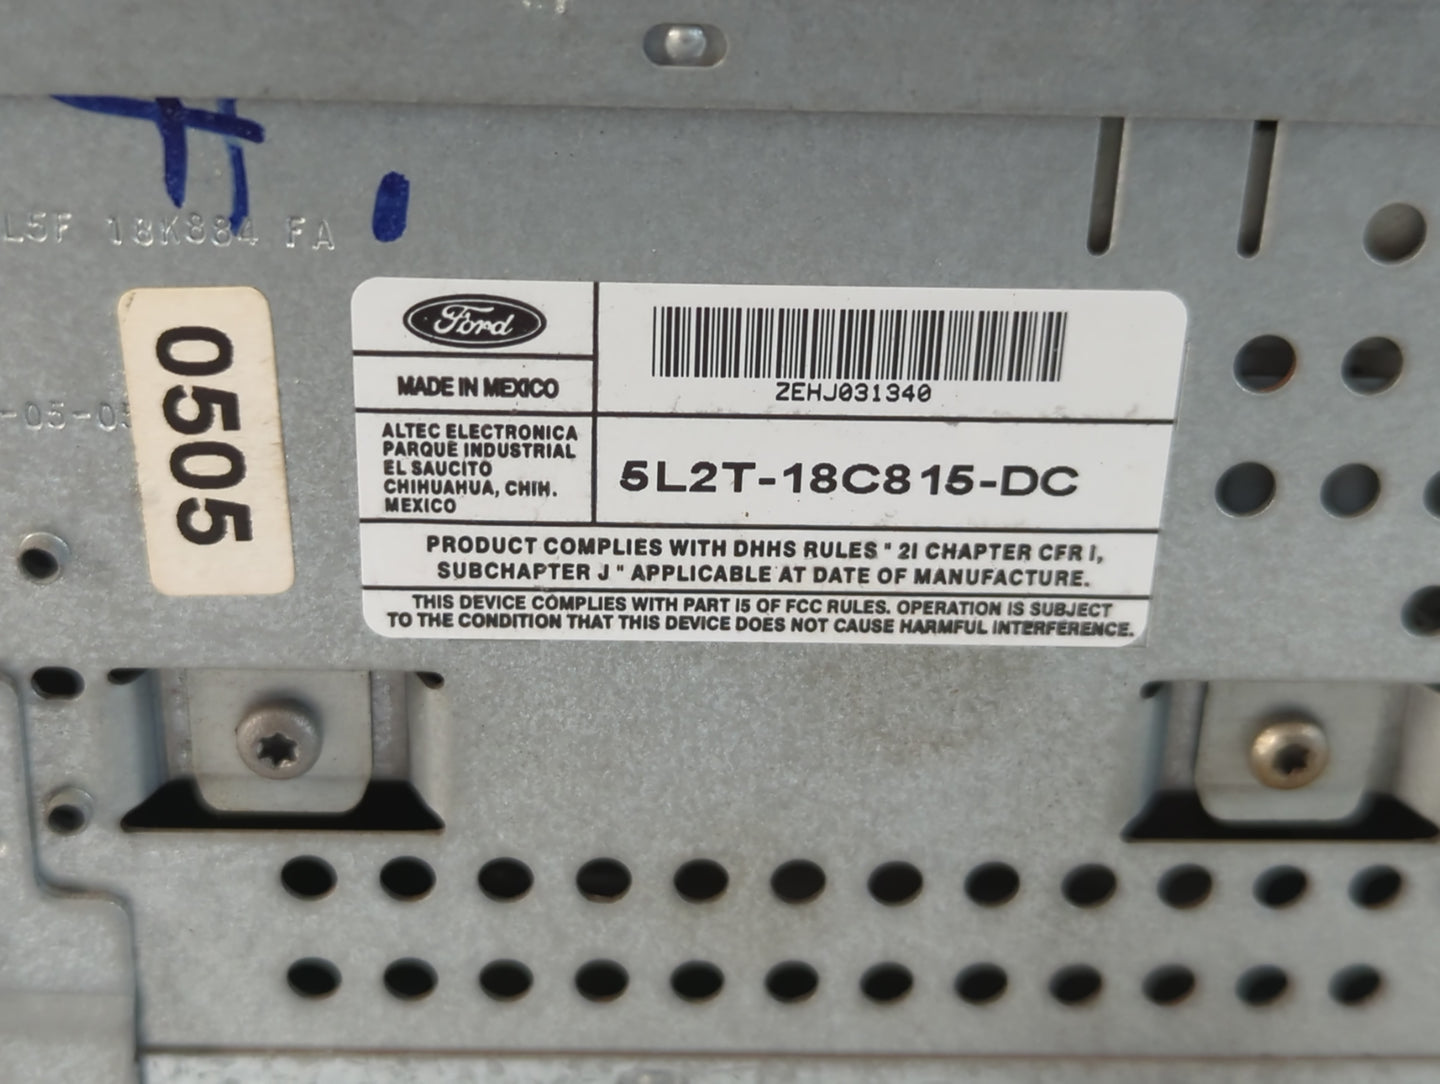 L5F 18K884 FA
-05-05
0505
Ford
MADE IN MEXICO
ALTEC ELECTRONICA
PARQUE INDUSTRIAL
EL SAUCITO
CHIHUAHUA, CHIH.
MEXICO
ZEHJ031340
5L2T-18C815-DC
PRODUCT COMPLIES WITH DHHS RULES " 21 CHAPTER CFR I,
SUBCHAPTER J " APPLICABLE AT DATE OF MANUFACTURE.
THIS DEVICE COMPLIES WITH PART 15 OF FCC RULES. OPERATION IS SUBJECT
TO THE CONDITION THAT THIS DEVICE DOES NOT CAUSE HARMFUL INTERFERENCE.